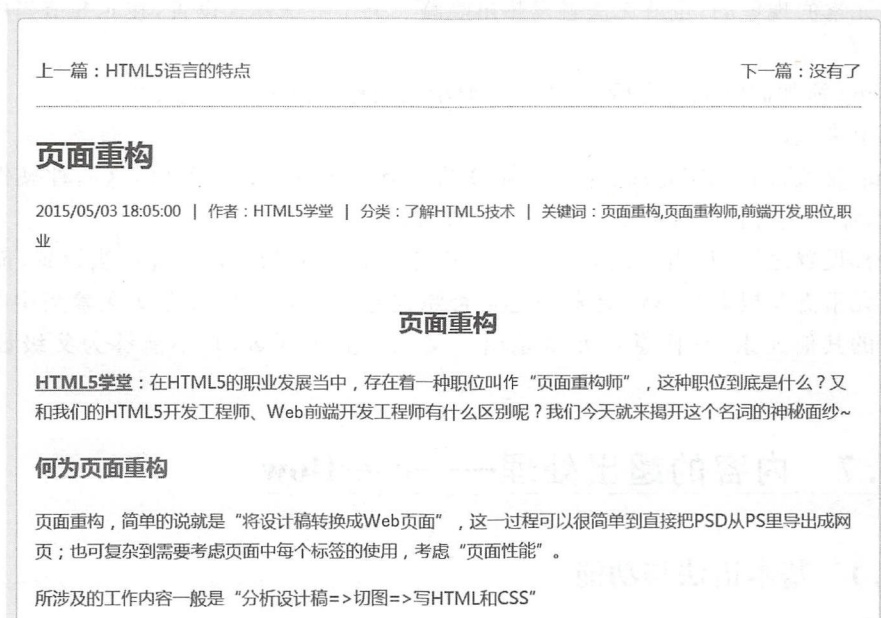 上一篇：HTML5语言的特点
下一篇：没有了
页面重构
2015/05/03 18:05:00 | 作者：HTML5学堂 | 分类：了解HTML5技术 | 关键词：页面重构,页面重构师,前端开发,职位,职
业
页面重构
HTML5学堂：在HTML5的职业发展当中，存在着一种职位叫作“页面重构师”，这种职位到底是什么？又
和我们的HTML5开发工程师、Web前端开发工程师有什么区别呢？我们今天就来揭开这个名词的神秘面纱~
何为页面重构
页面重构，简单的说就是“将设计稿转换成Web页面”，这一过程可以很简单到直接把PSD从PS里导出成网
页；也可复杂到需要考虑页面中每个标签的使用，考虑“页面性能”。
所涉及的工作内容一般是“分析设计稿=>切图=>写HTML和CSS”